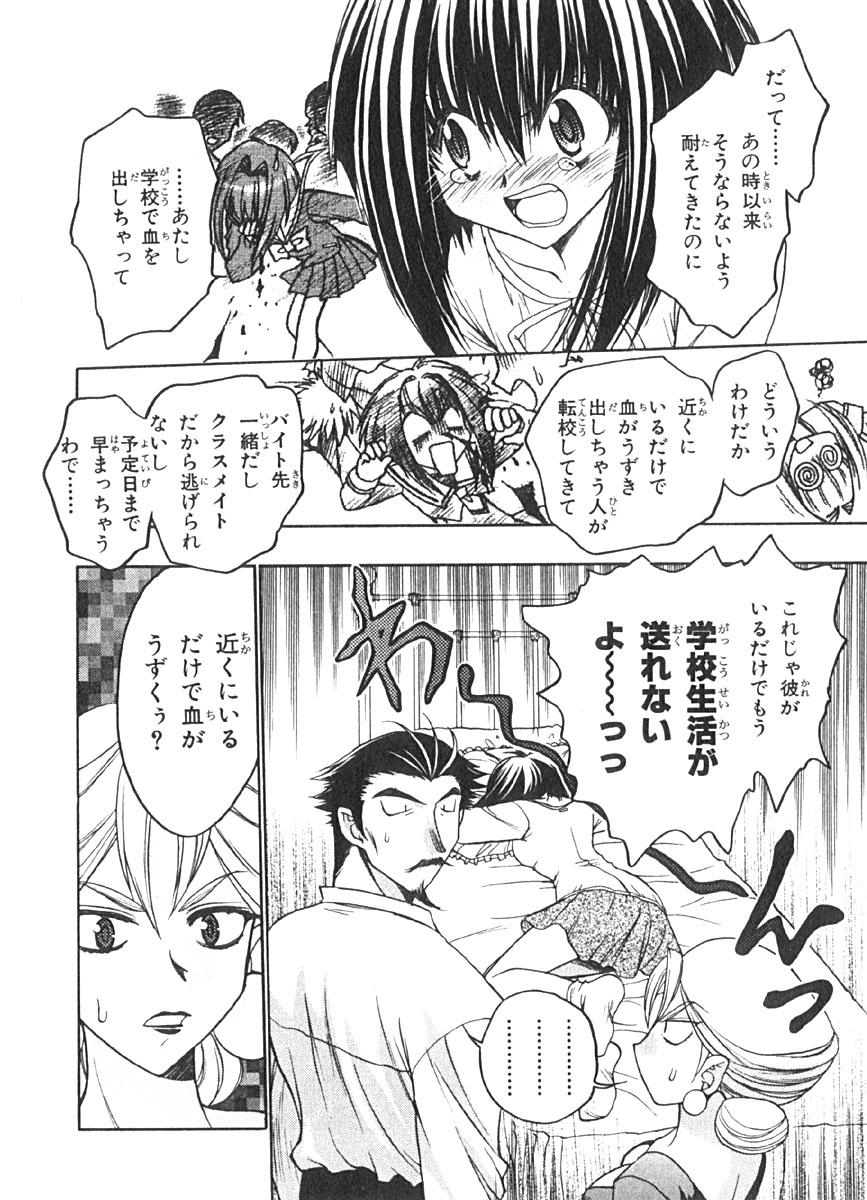 だって……
あの時以来
そうならないよう
耐えてきたのに
……あたし
学校で血を
出しちゃって
どういう
わけだか
近くに
いるだけで
血がうずき
出しちゃう人が
転校してきて
バイト先
一緒だし
クラスメイト
だから逃げられ
ないし
予定日まで
早まっちゃう
わで……
これじゃ彼が
いるだけでもう
学校生活が
送れない
よ〜〜〜っっ
わ〜んっ
…………
…………
近くにいる
だけで血が
うずくぅ？